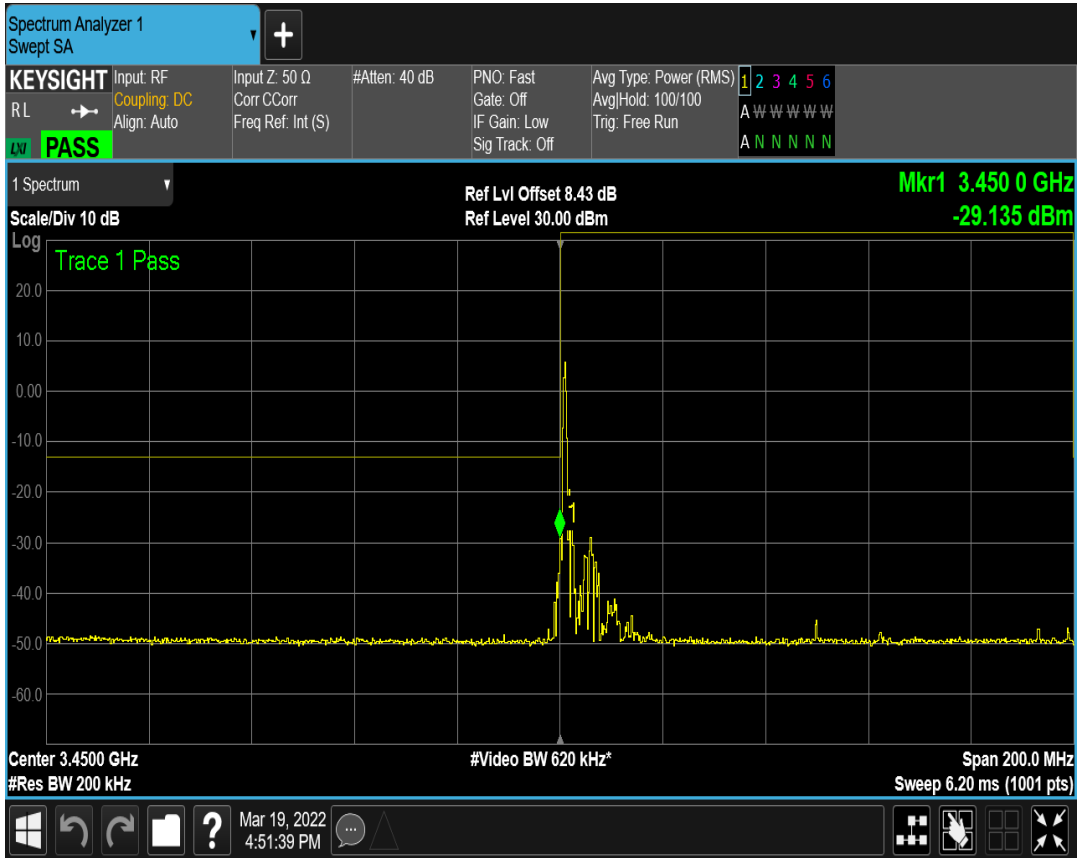 Spectrum Analyzer 1
Swept SA
+
KEYSIGHT
RL
LXI PASS
Input: RF
Coupling: DC
Align: Auto
Input Z: 50 Ω
Corr CCorr
Freq Ref: Int (S)
#Atten: 40 dB
PNO: Fast
Gate: Off
IF Gain: Low
Sig Track: Off
Avg Type: Power (RMS)
Avg|Hold: 100/100
Trig: Free Run
1 2 3 4 5 6
A W W W W W
A N N N N N
1 Spectrum
Scale/Div 10 dB
Ref Lvl Offset 8.43 dB
Ref Level 30.00 dBm
Mkr1 3.450 0 GHz
-29.135 dBm
Log
Trace 1 Pass
20.0
10.0
0.00
-10.0
-20.0
1
-30.0
-40.0
-50.0
-60.0
Center 3.4500 GHz
#Video BW 620 kHz*
Span 200.0 MHz
#Res BW 200 kHz
Sweep 6.20 ms (1001 pts)
?
Mar 19, 2022
4:51:39 PM